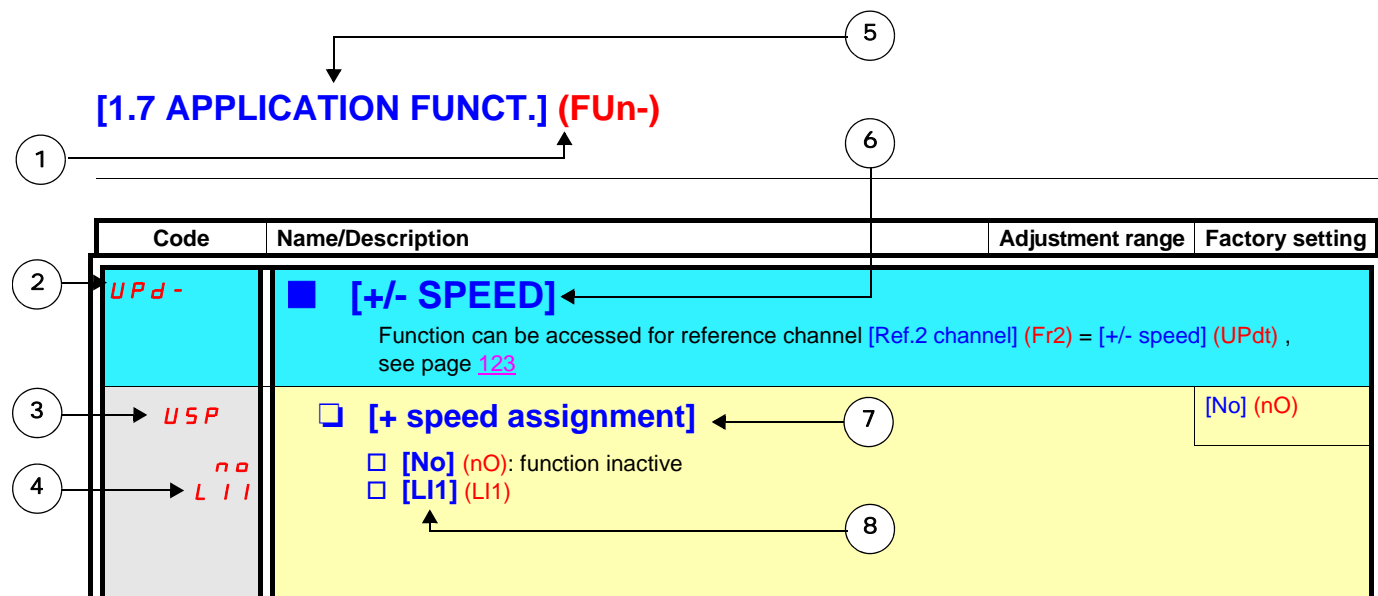 5
[1.7 APPLICATION FUNCT.] (FUn-)
1
6
Code Name/Description Adjustment range Factory setting
2
UPd- ■ [+/- SPEED]
Function can be accessed for reference channel [Ref.2 channel] (Fr2) = [+/- speed] (UPdt) ,
see page 123
3
USP ❏ [+ speed assignment] 7 [No] (nO)
no □ [No] (nO): function inactive
4
LI1 □ [LI1] (LI1)
8